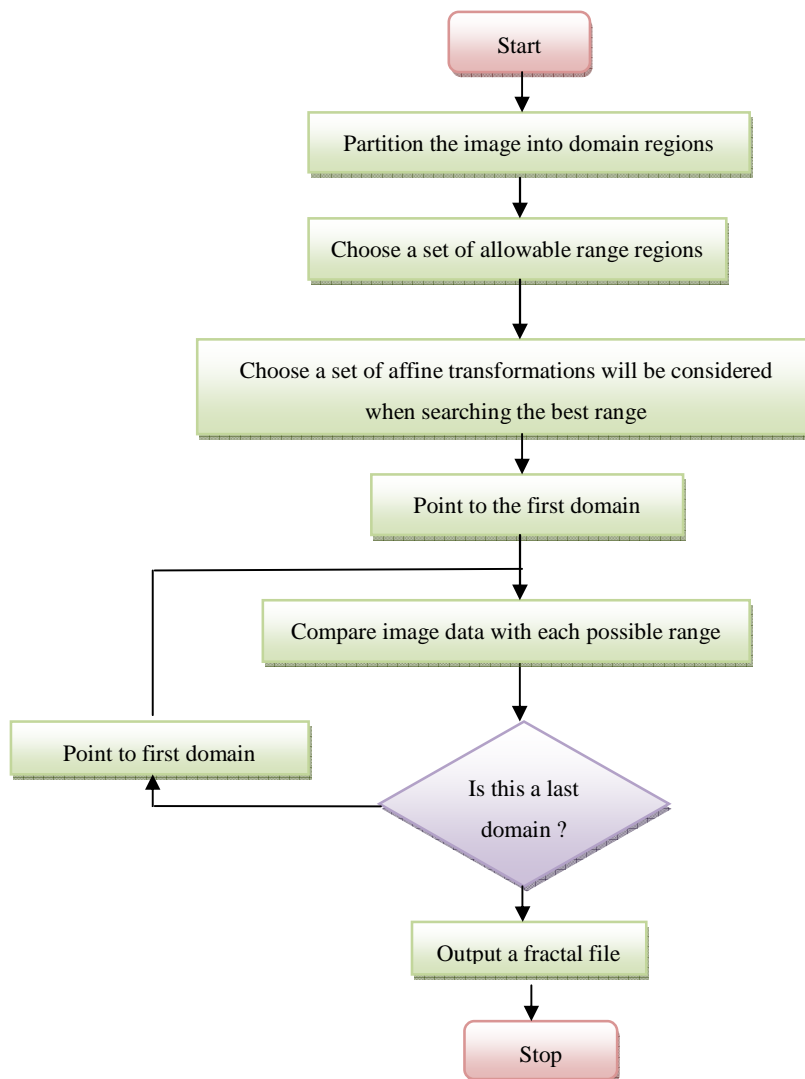 Start
Partition the image into domain regions
Choose a set of allowable range regions
Choose a set of affine transformations will be considered
when searching the best range
Point to the first domain
Compare image data with each possible range
Point to first domain
Is this a last
domain ?
Output a fractal file
Stop